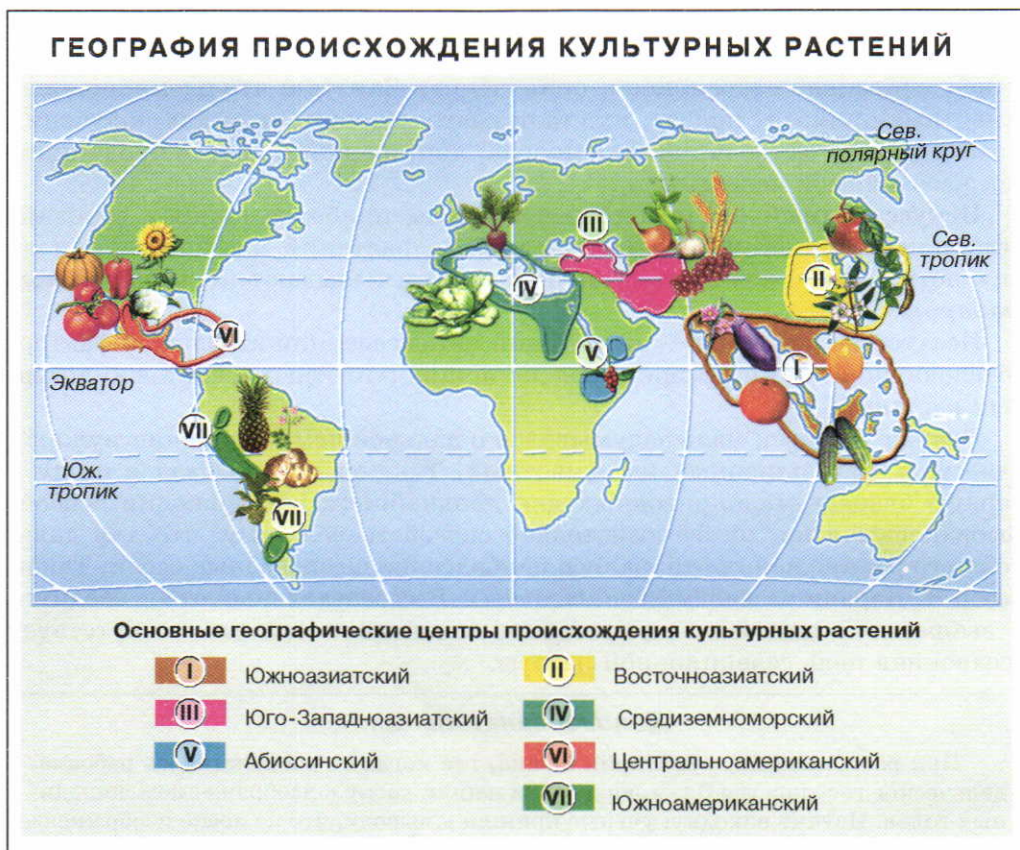 ГЕОГРАФИЯ ПРОИСХОЖДЕНИЯ КУЛЬТУРНЫХ РАСТЕНИЙ
Сев.
полярный круг
Сев.
тропик
III
II
IV
VI
V
I
Экватор
VII
Юж.
тропик
VII
Основные географические центры происхождения культурных растений
I Южноазиатский
II Восточноазиатский
III Юго-Западноазиатский
IV Средиземноморский
V Абиссинский
VI Центральноамериканский
VII Южноамериканский